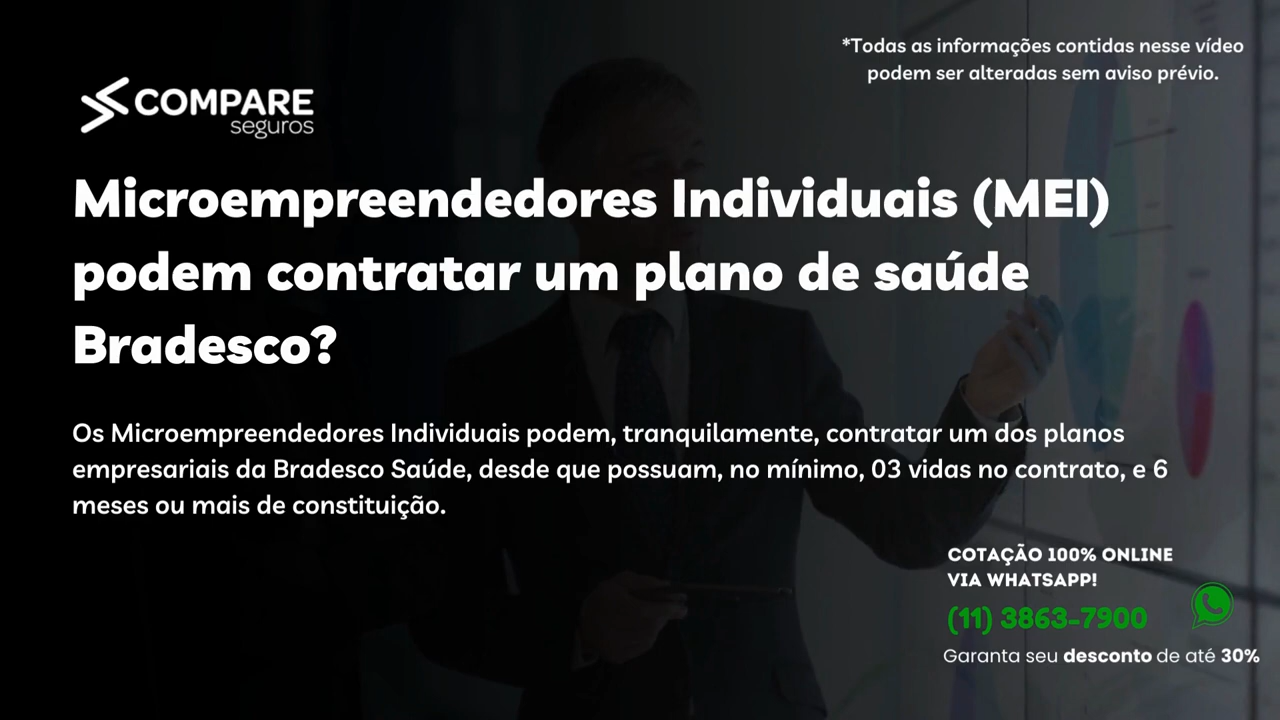 *Todas as informações contidas nesse vídeo
podem ser alteradas sem aviso prévio.
COMPARE
seguros
Microempreendedores Individuais (MEI)
podem contratar um plano de saúde
Bradesco?
Os Microempreendedores Individuais podem, tranquilamente, contratar um dos planos
empresariais da Bradesco Saúde, desde que possuam, no mínimo, 03 vidas no contrato, e 6
meses ou mais de constituição.
COTAÇÃO 100% ONLINE
VIA WHATSAPP!
(11) 3863-7900
Garanta seu desconto de até 30%